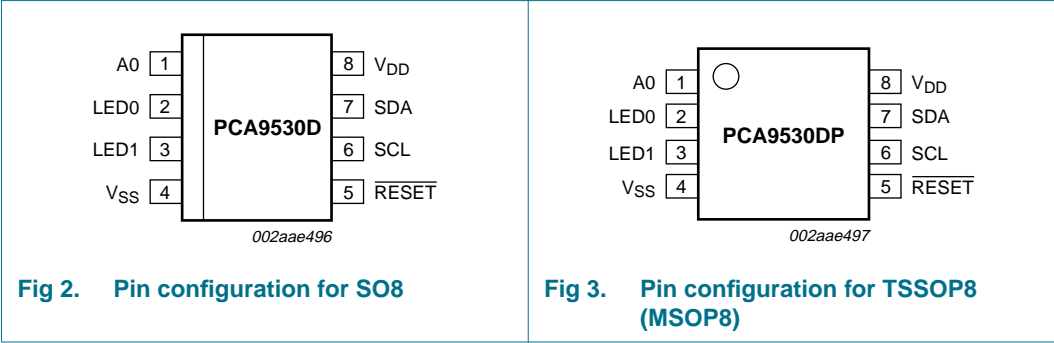 A0 1 8 VDD
LED0 2 7 SDA
PCA9530D
LED1 3 6 SCL
VSS 4 5 RESET
002aae496
Fig 2. Pin configuration for SO8
A0 1 8 VDD
LED0 2 7 SDA
PCA9530DP
LED1 3 6 SCL
VSS 4 5 RESET
002aae497
Fig 3. Pin configuration for TSSOP8
(MSOP8)